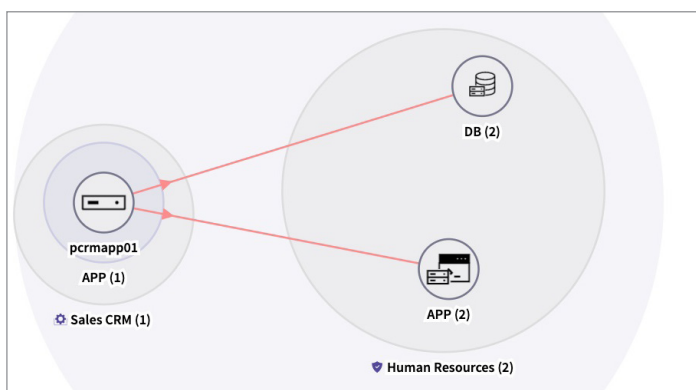 DB (2)
pcrmapp01
APP (1)
Sales CRM (1)
APP (2)
Human Resources (2)